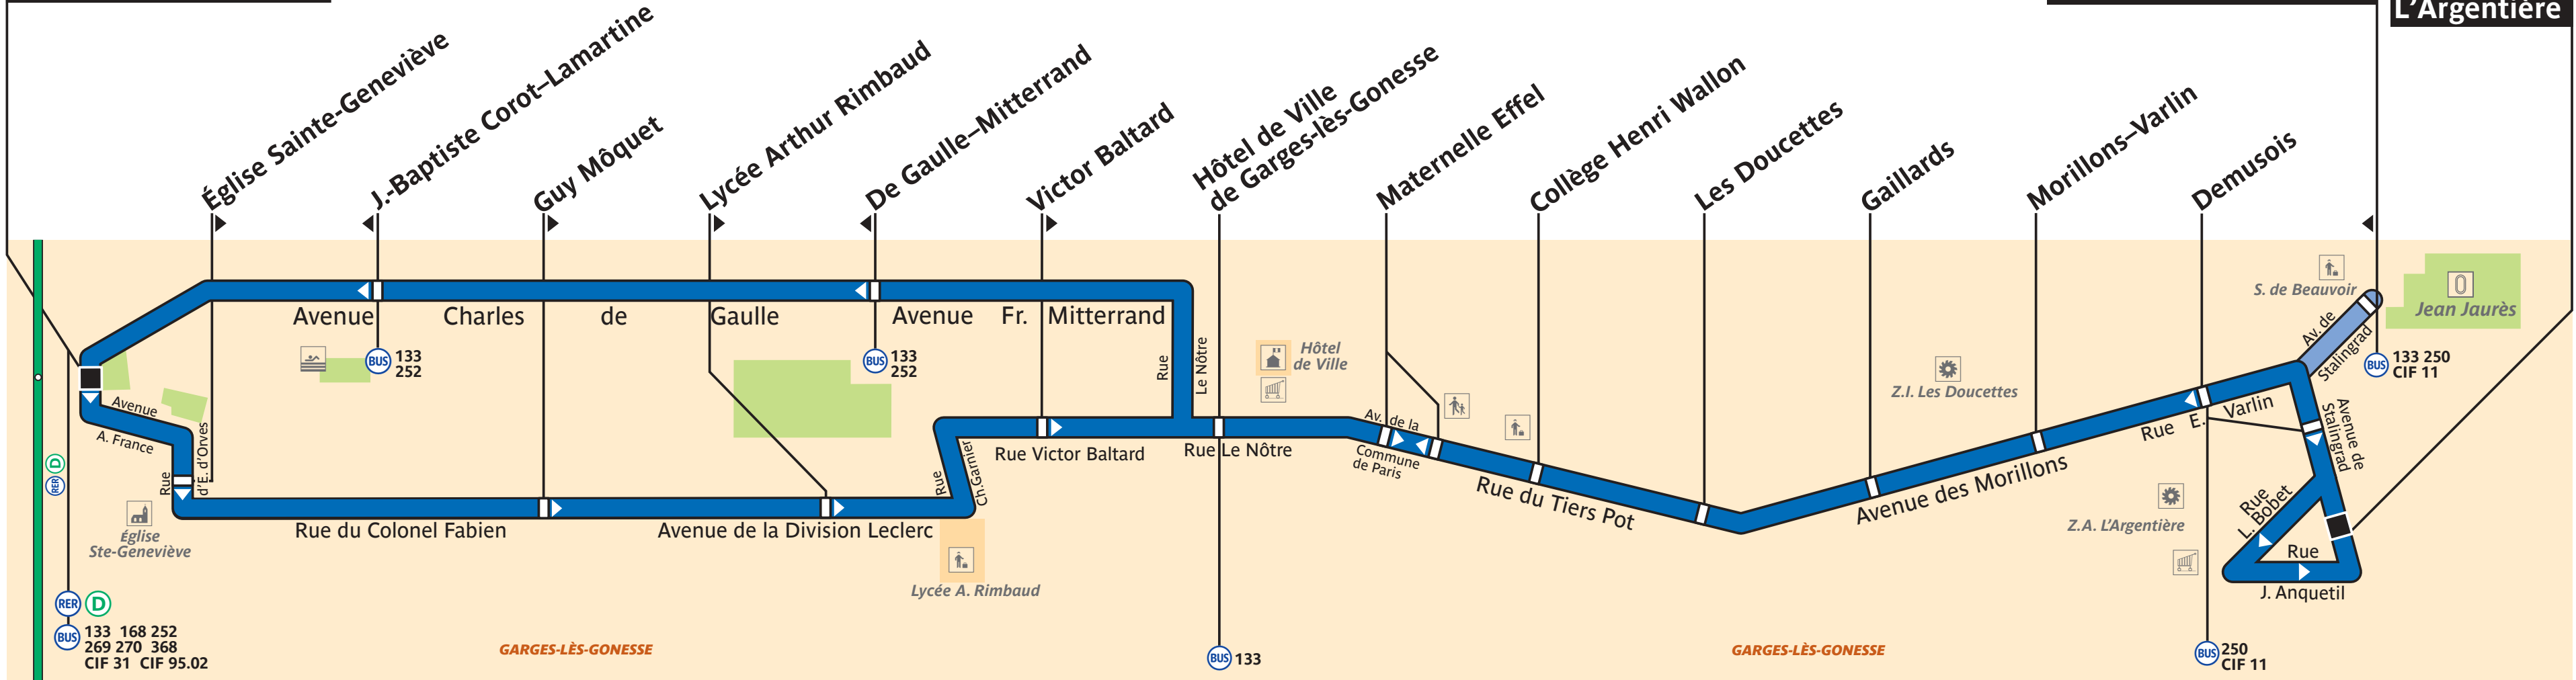 L'Argentière
Église Sainte-Geneviève
J.-Baptiste Corot–Lamartine
Guy Môquet
Lycée Arthur Rimbaud
De Gaulle–Mitterrand
Victor Baltard
Hôtel de Ville
de Garges-lès-Gonesse
Maternelle Effel
Collège Henri Wallon
Les Doucettes
Gaillards
Morillons–Varlin
Demusois
Avenue Charles de Gaulle
Avenue Fr. Mitterrand
BUS 133
252
BUS 133
252
Rue
Le Nôtre
Hôtel
de Ville
S. de Beauvoir
Jean Jaurès
Av. de
Stalingrad
BUS 133 250
CIF 11
Z.I. Les Doucettes
Avenue
A. France
Rue
d'E. d'Orves
RER D
Église
Ste-Geneviève
Rue du Colonel Fabien
Avenue de la Division Leclerc
Rue
Ch.Garnier
Lycée A. Rimbaud
Rue Victor Baltard
Rue Le Nôtre
Av. de la
Commune
de Paris
Rue du Tiers Pot
Avenue des Morillons
Rue E. Varlin
Avenue de
Stalingrad
Z.A. L'Argentière
Rue
L. Bobet
Rue
J. Anquetil
RER D
BUS 133 168 252
269 270 368
CIF 31 CIF 95.02
GARGES-LÈS-GONESSE
BUS 133
GARGES-LÈS-GONESSE
BUS 250
CIF 11